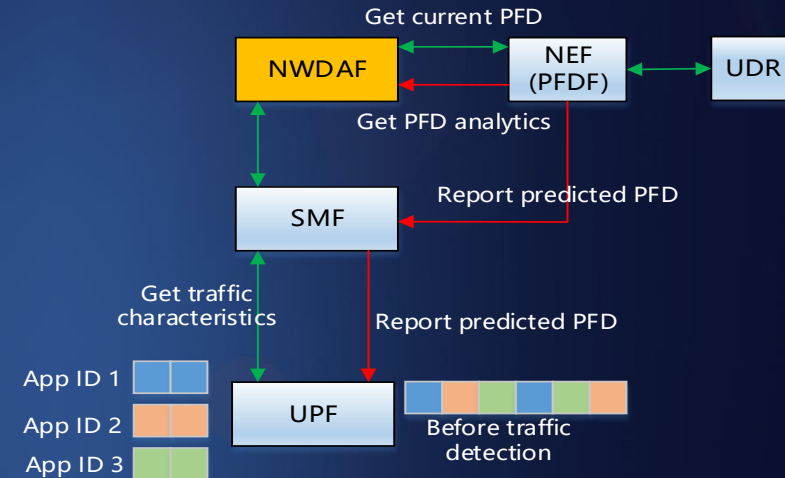 Get current PFD
NWDAF
NEF
(PFDF)
UDR
Get PFD analytics
Report predicted PFD
SMF
Get traffic
characteristics
Report predicted PFD
App ID 1
App ID 2
App ID 3
UPF
Before traffic
detection